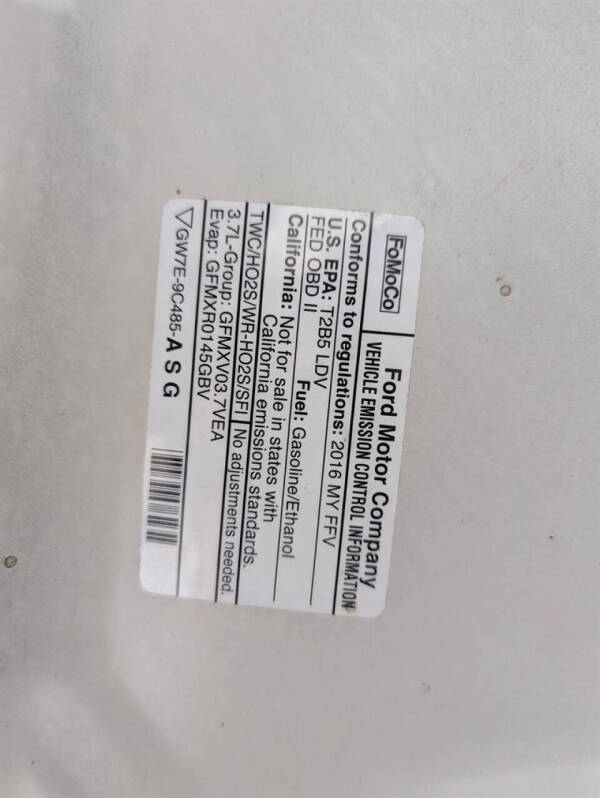 FoMoCo
Ford Motor Company
VEHICLE EMISSION CONTROL INFORMATION
Conforms to regulations: 2016 MY FFV
U.S. EPA: T2B5 LDV
FED OBD II Fuel: Gasoline/Ethanol
California: Not for sale in states with
California emissions standards.
TWC/HO2S/WR-HO2S/SFI No adjustments needed.
3.7L-Group: GFMXV03.7VEA
Evap: GFMXR0145GBV
▽GW7E-9C485-A S G